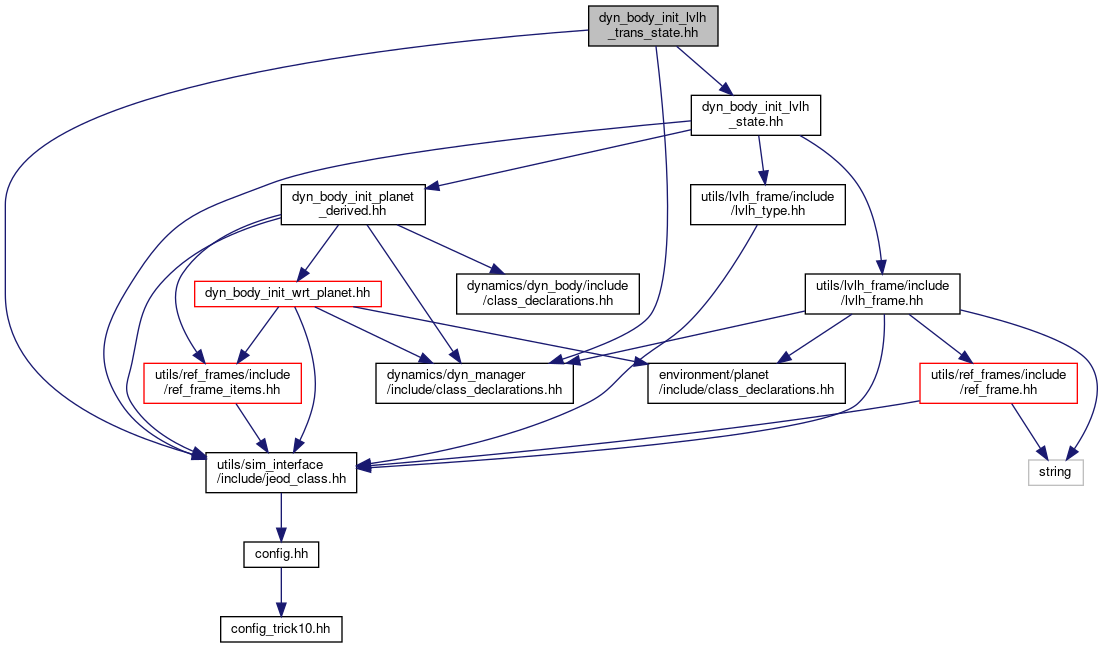 dyn_body_init_lvlh
_trans_state.hh
dyn_body_init_lvlh
_state.hh
dyn_body_init_planet
_derived.hh
utils/lvlh_frame/include
/lvlh_type.hh
dyn_body_init_wrt_planet.hh
dynamics/dyn_body/include
/class_declarations.hh
utils/lvlh_frame/include
/lvlh_frame.hh
utils/ref_frames/include
/ref_frame_items.hh
dynamics/dyn_manager
/include/class_declarations.hh
environment/planet
/include/class_declarations.hh
utils/ref_frames/include
/ref_frame.hh
utils/sim_interface
/include/jeod_class.hh
string
config.hh
config_trick10.hh